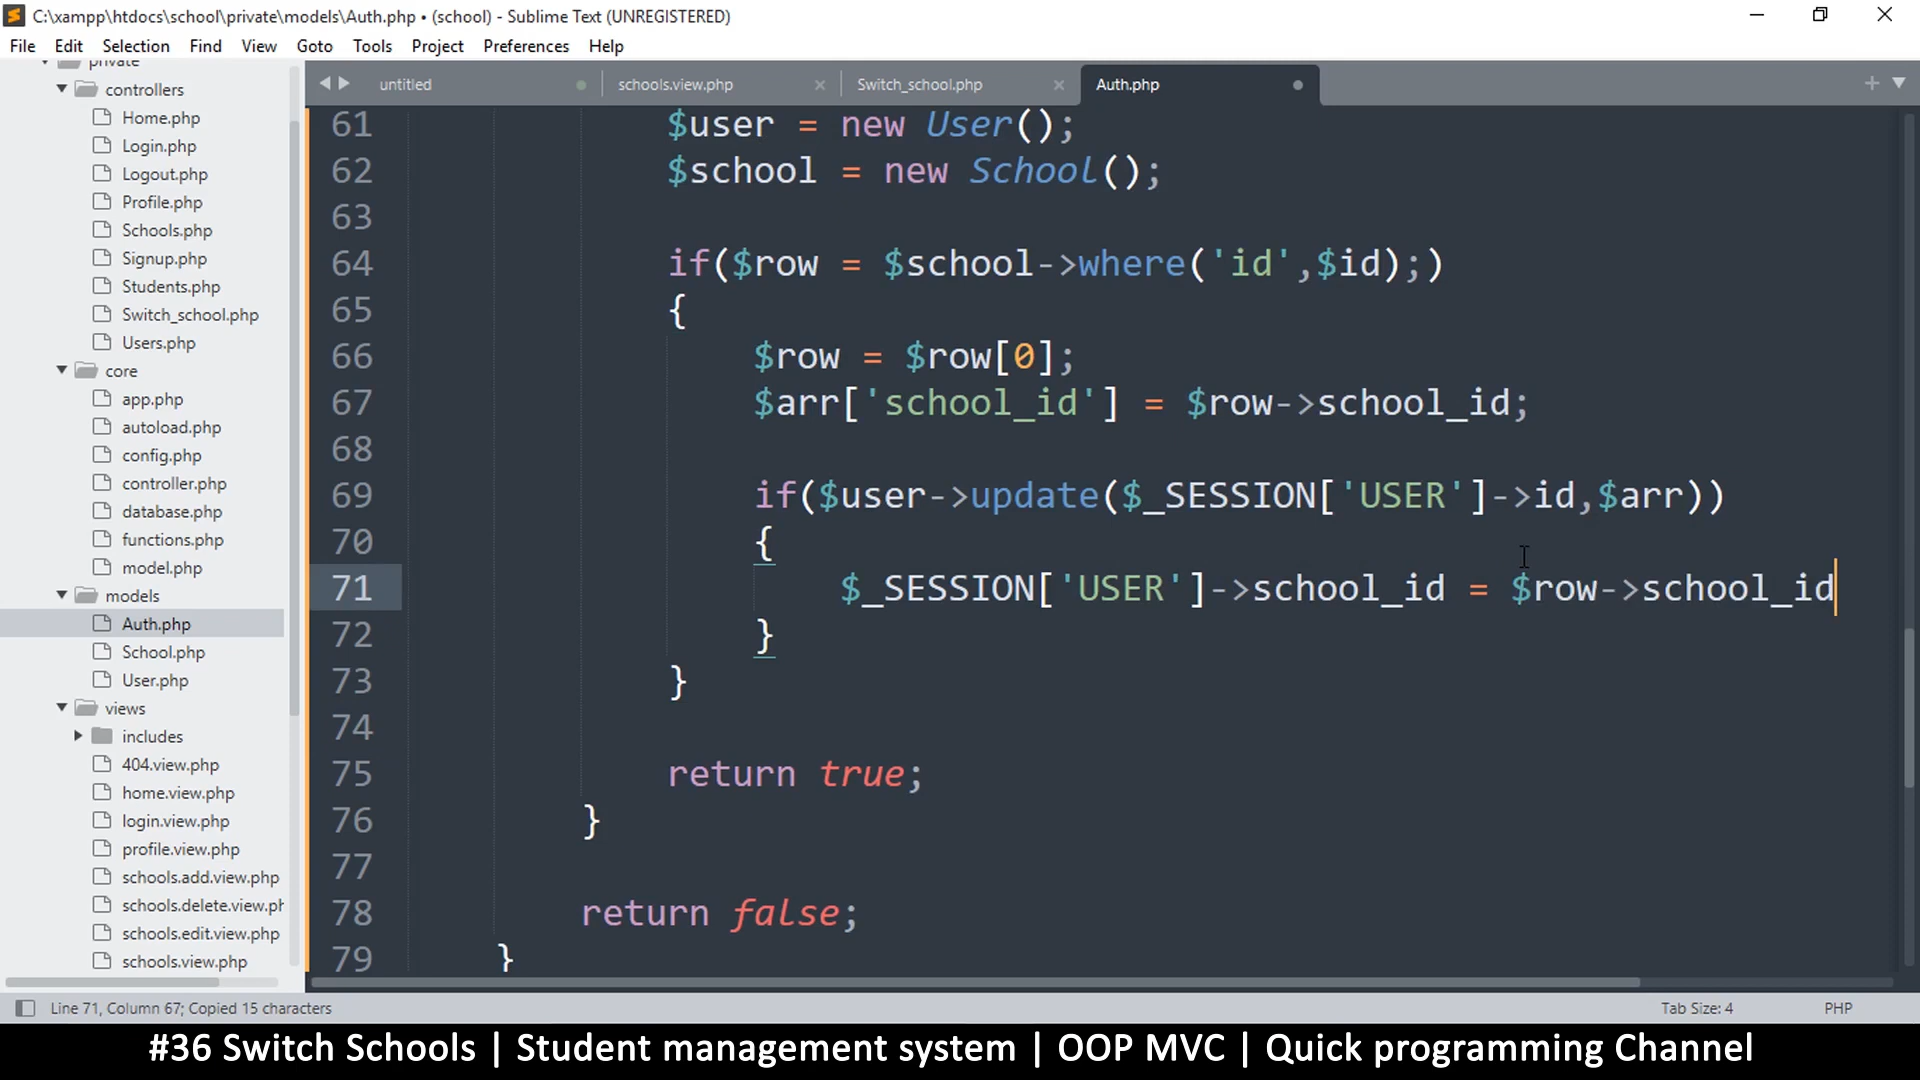 C:\xampp\htdocs\school\private\models\Auth.php • (school) - Sublime Text (UNREGISTERED)
File Edit Selection Find View Goto Tools Project Preferences Help
untitled schools.view.php Switch_school.php Auth.php
private
controllers
Home.php
Login.php
Logout.php
Profile.php
Schools.php
Signup.php
Students.php
Switch_school.php
Users.php
core
app.php
autoload.php
config.php
controller.php
database.php
functions.php
model.php
models
Auth.php
School.php
User.php
views
includes
404.view.php
home.view.php
login.view.php
profile.view.php
schools.add.view.php
schools.delete.view.ph
schools.edit.view.php
schools.view.php
61 $user = new User();
62 $school = new School();
63
64 if($row = $school->where('id',$id);)
65 {
66 $row = $row[0];
67 $arr['school_id'] = $row->school_id;
68
69 if($user->update($_SESSION['USER']->id,$arr))
70 {
71 $_SESSION['USER']->school_id = $row->school_id
72 }
73 }
74
75 return true;
76 }
77
78 return false;
79 }
Line 71, Column 67; Copied 15 characters Tab Size: 4 PHP
#36 Switch Schools | Student management system | OOP MVC | Quick programming Channel